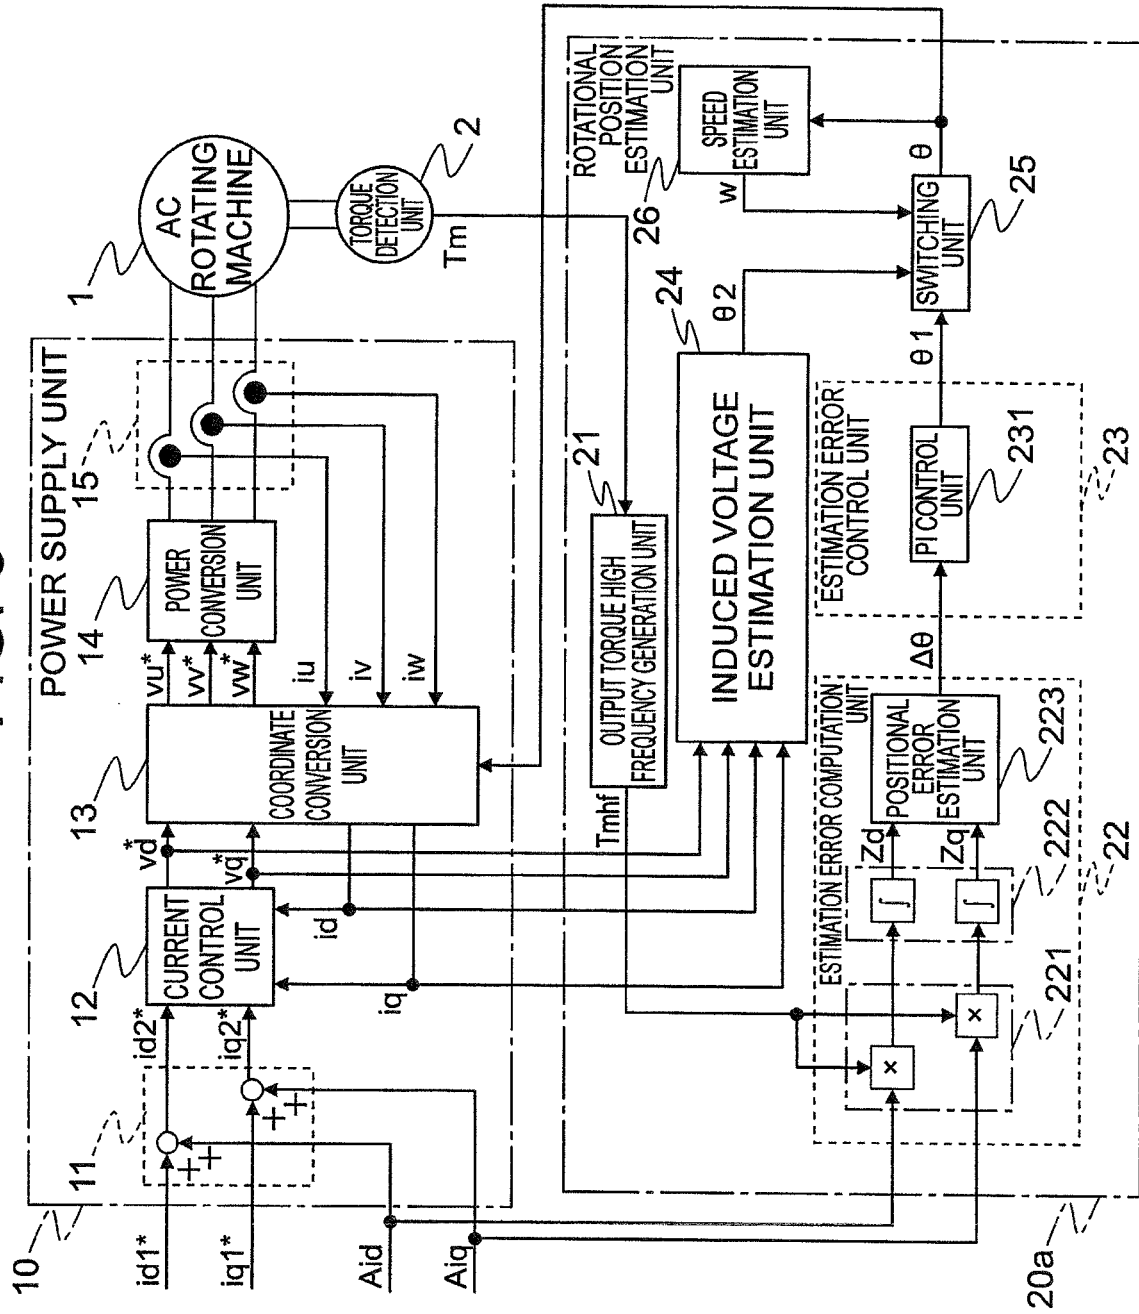 POWER SUPPLY UNIT
10
id1*
iq1*
Aid
Aiq
11
+
+
+
+
id2*
iq2*
12
CURRENT
CONTROL
UNIT
vd*
vq*
id
iq
13
COORDINATE
CONVERSION
UNIT
vu*
vv*
vw*
iu
iv
iw
14
POWER
CONVERSION
UNIT
15
1
AC
ROTATING
MACHINE
TORQUE
DETECTION
UNIT
2
Tm
ROTATIONAL
POSITION
ESTIMATION
UNIT
20a
21
OUTPUT TORQUE HIGH
FREQUENCY GENERATION UNIT
Tmhf
24
INDUCED VOLTAGE
ESTIMATION UNIT
θ2
26
SPEED
ESTIMATION
UNIT
w
ESTIMATION ERROR COMPUTATION
UNIT
22
×
×
221
∫
∫
222
Zd
Zq
POSITIONAL
ERROR
ESTIMATION
UNIT
223
Δθ
ESTIMATION ERROR
CONTROL UNIT
PI CONTROL
UNIT
231
23
θ1
SWITCHING
UNIT
25
θ